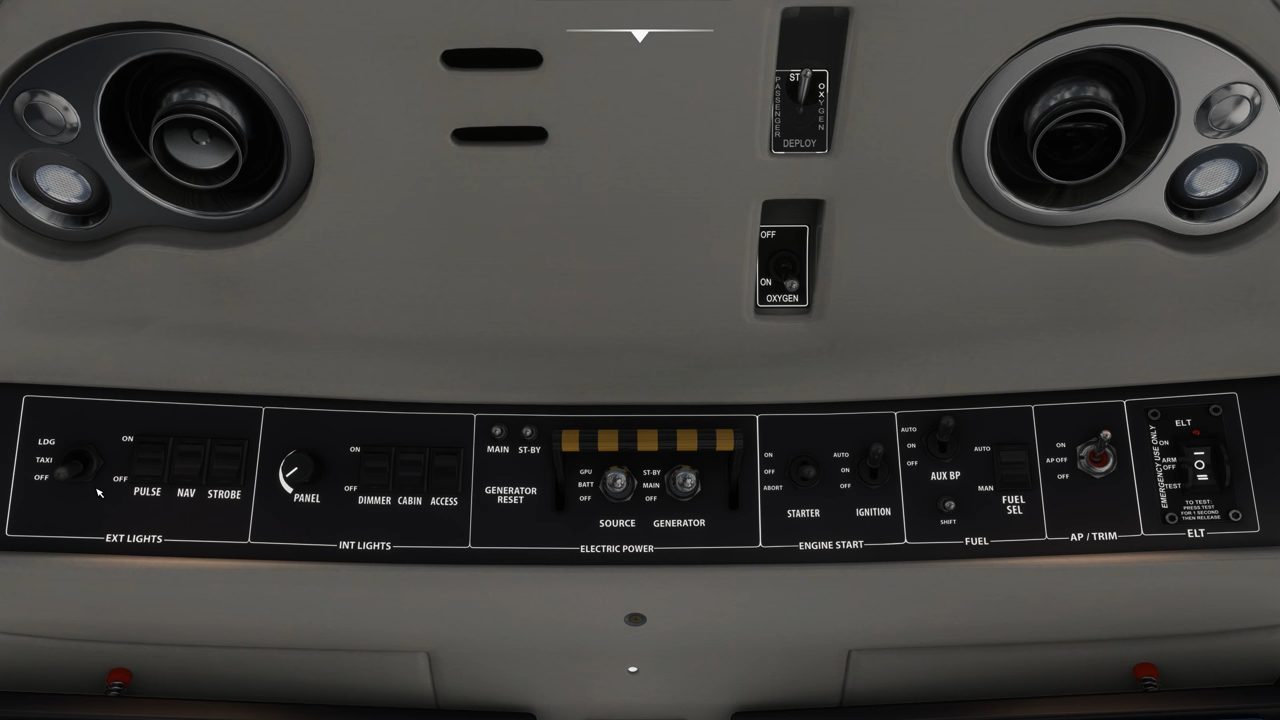 ST
PASSENGER
OXYGEN
DEPLOY
OFF
ON
OXYGEN
LDG
TAXI
OFF
ON
OFF
PULSE
NAV
STROBE
EXT LIGHTS
PANEL
ON
OFF
DIMMER
CABIN
ACCESS
INT LIGHTS
MAIN
ST-BY
GENERATOR
RESET
GPU
BATT
OFF
SOURCE
ST-BY
MAIN
OFF
GENERATOR
ELECTRIC POWER
ON
OFF
ABORT
STARTER
AUTO
ON
OFF
IGNITION
ENGINE START
AUTO
ON
OFF
AUX BP
SHIFT
AUTO
MAN
FUEL
SEL
FUEL
ON
AP OFF
OFF
AP / TRIM
ELT
EMERGENCY USE ONLY
ON
ARM
OFF
TEST
TO TEST:
PRESS TEST
FOR 1 SECOND
THEN RELEASE
ELT